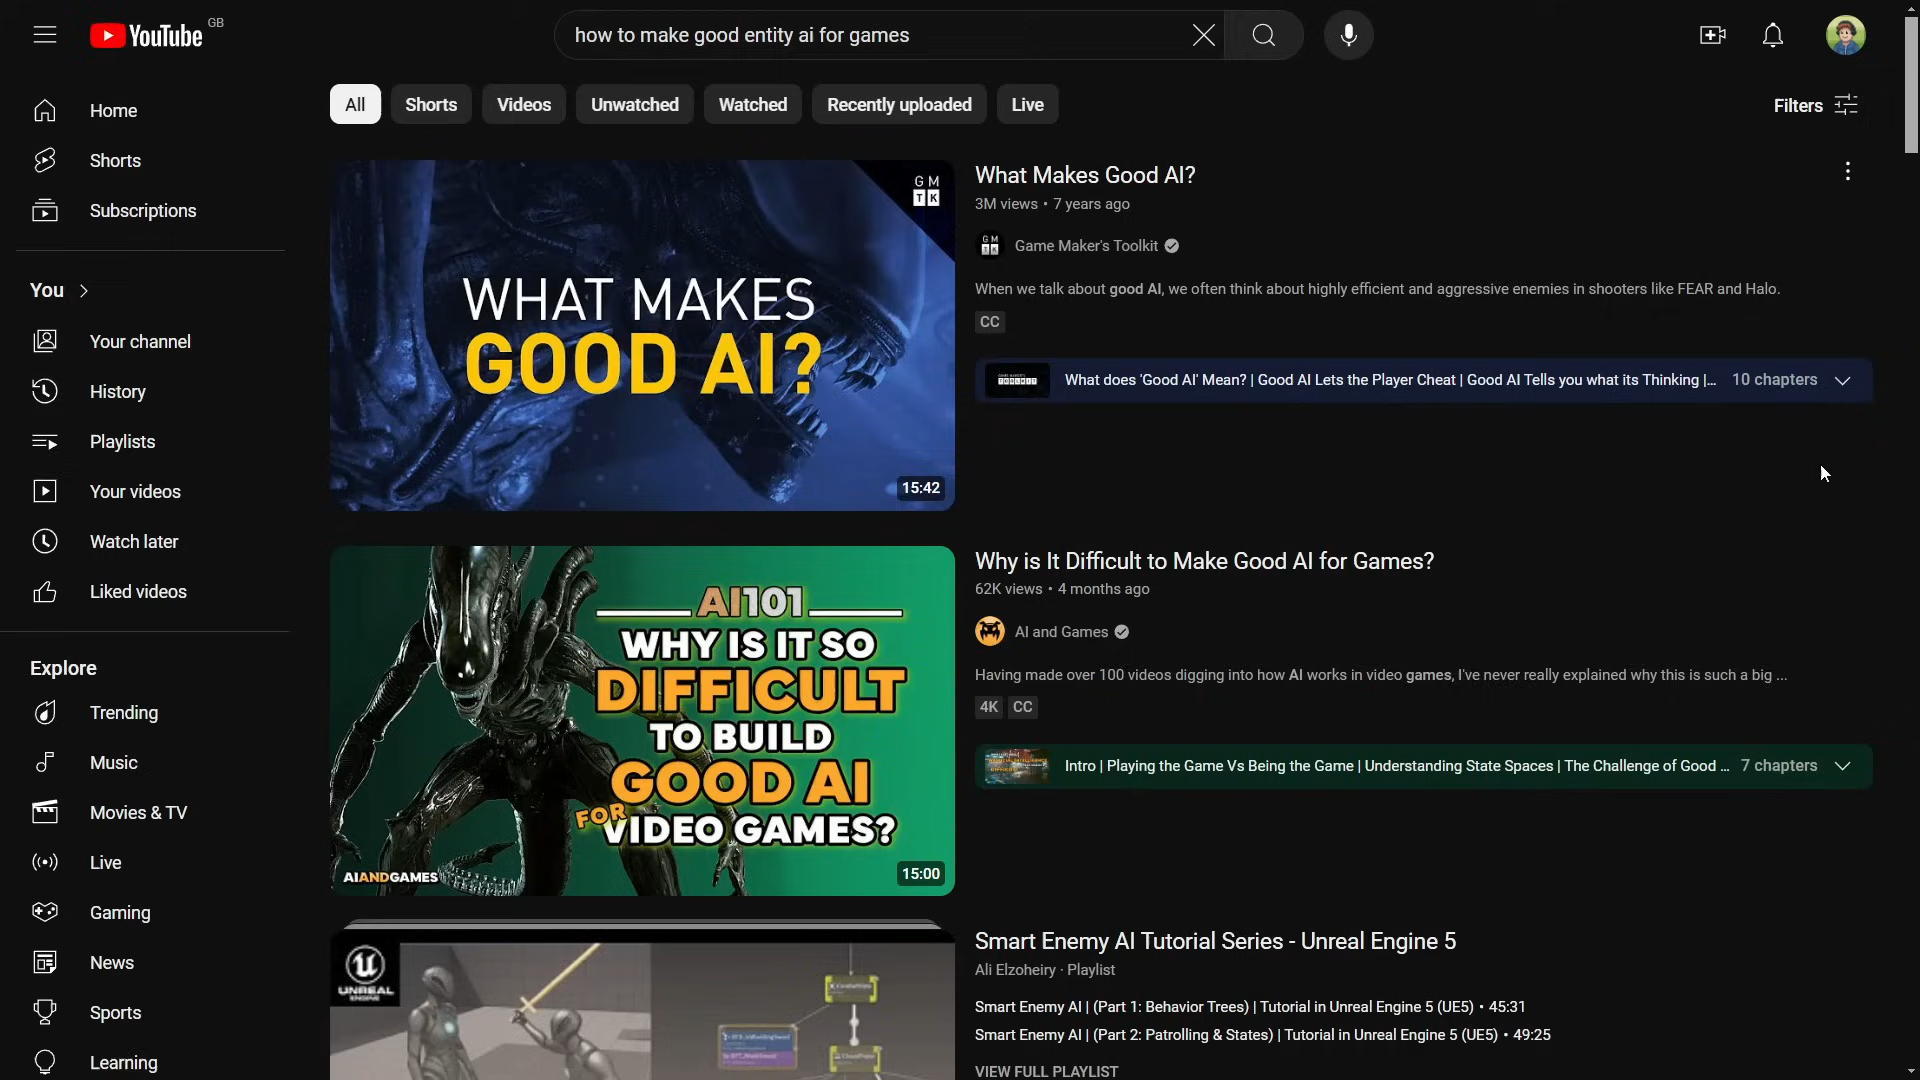 YouTube GB
how to make good entity ai for games
Home
Shorts
Subscriptions
You
Your channel
History
Playlists
Your videos
Watch later
Liked videos
Explore
Trending
Music
Movies & TV
Live
Gaming
News
Sports
Learning
All Shorts Videos Unwatched Watched Recently uploaded Live
Filters
GM
TK
WHAT MAKES
GOOD AI?
15:42
What Makes Good AI?
3M views • 7 years ago
GM
TK
Game Maker's Toolkit
When we talk about good AI, we often think about highly efficient and aggressive enemies in shooters like FEAR and Halo.
CC
What does 'Good AI' Mean? | Good AI Lets the Player Cheat | Good AI Tells you what its Thinking |... 10 chapters
AI101
WHY IS IT SO
DIFFICULT
TO BUILD
GOOD AI
FOR
VIDEO GAMES?
AIANDGAMES
15:00
Why is It Difficult to Make Good AI for Games?
62K views • 4 months ago
AI and Games
Having made over 100 videos digging into how AI works in video games, I've never really explained why this is such a big ...
4K CC
Intro | Playing the Game Vs Being the Game | Understanding State Spaces | The Challenge of Good ... 7 chapters
UNREAL
ENGINE
Smart Enemy AI Tutorial Series - Unreal Engine 5
Ali Elzoheiry · Playlist
Smart Enemy AI | (Part 1: Behavior Trees) | Tutorial in Unreal Engine 5 (UE5) • 45:31
Smart Enemy AI | (Part 2: Patrolling & States) | Tutorial in Unreal Engine 5 (UE5) • 49:25
VIEW FULL PLAYLIST